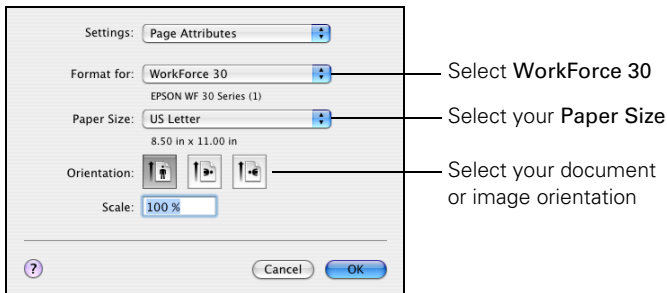 Settings: Page Attributes
Format for: WorkForce 30
EPSON WF 30 Series (1)
Paper Size: US Letter
8.50 in x 11.00 in
Orientation:
Scale: 100 %
? Cancel OK
Select WorkForce 30
Select your Paper Size
Select your document
or image orientation